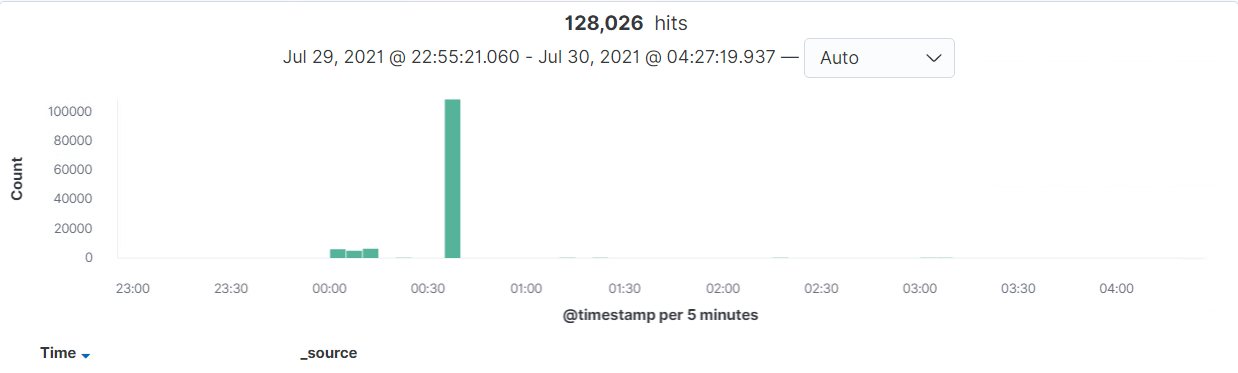 128,026 hits
Jul 29, 2021 @ 22:55:21.060 - Jul 30, 2021 @ 04:27:19.937 — Auto
Count
100000
80000
60000
40000
20000
0
23:00 23:30 00:00 00:30 01:00 01:30 02:00 02:30 03:00 03:30 04:00
@timestamp per 5 minutes
Time _source